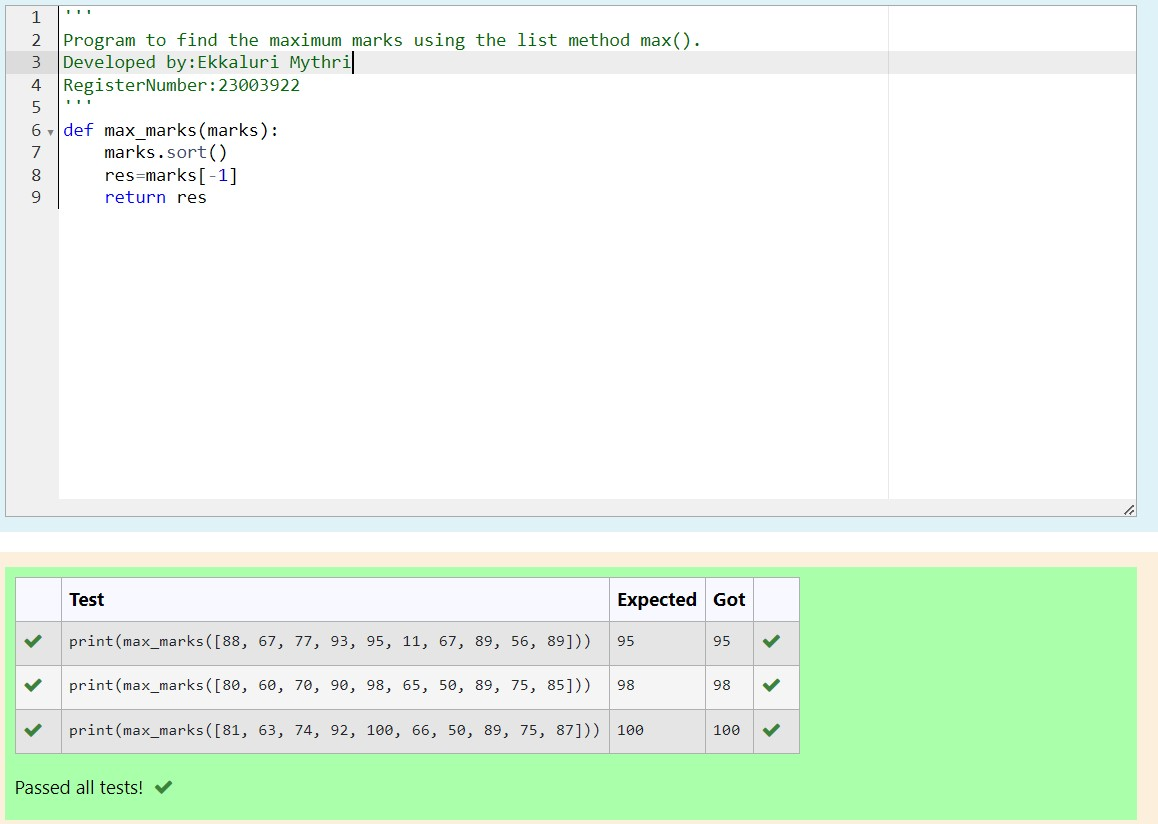 1 '''
2 Program to find the maximum marks using the list method max().
3 Developed by:Ekkaluri Mythri
4 RegisterNumber:23003922
5 '''
6 def max_marks(marks):
7     marks.sort()
8     res=marks[-1]
9     return res
Test Expected Got
print(max_marks([88, 67, 77, 93, 95, 11, 67, 89, 56, 89])) 95 95
print(max_marks([80, 60, 70, 90, 98, 65, 50, 89, 75, 85])) 98 98
print(max_marks([81, 63, 74, 92, 100, 66, 50, 89, 75, 87])) 100 100
Passed all tests!